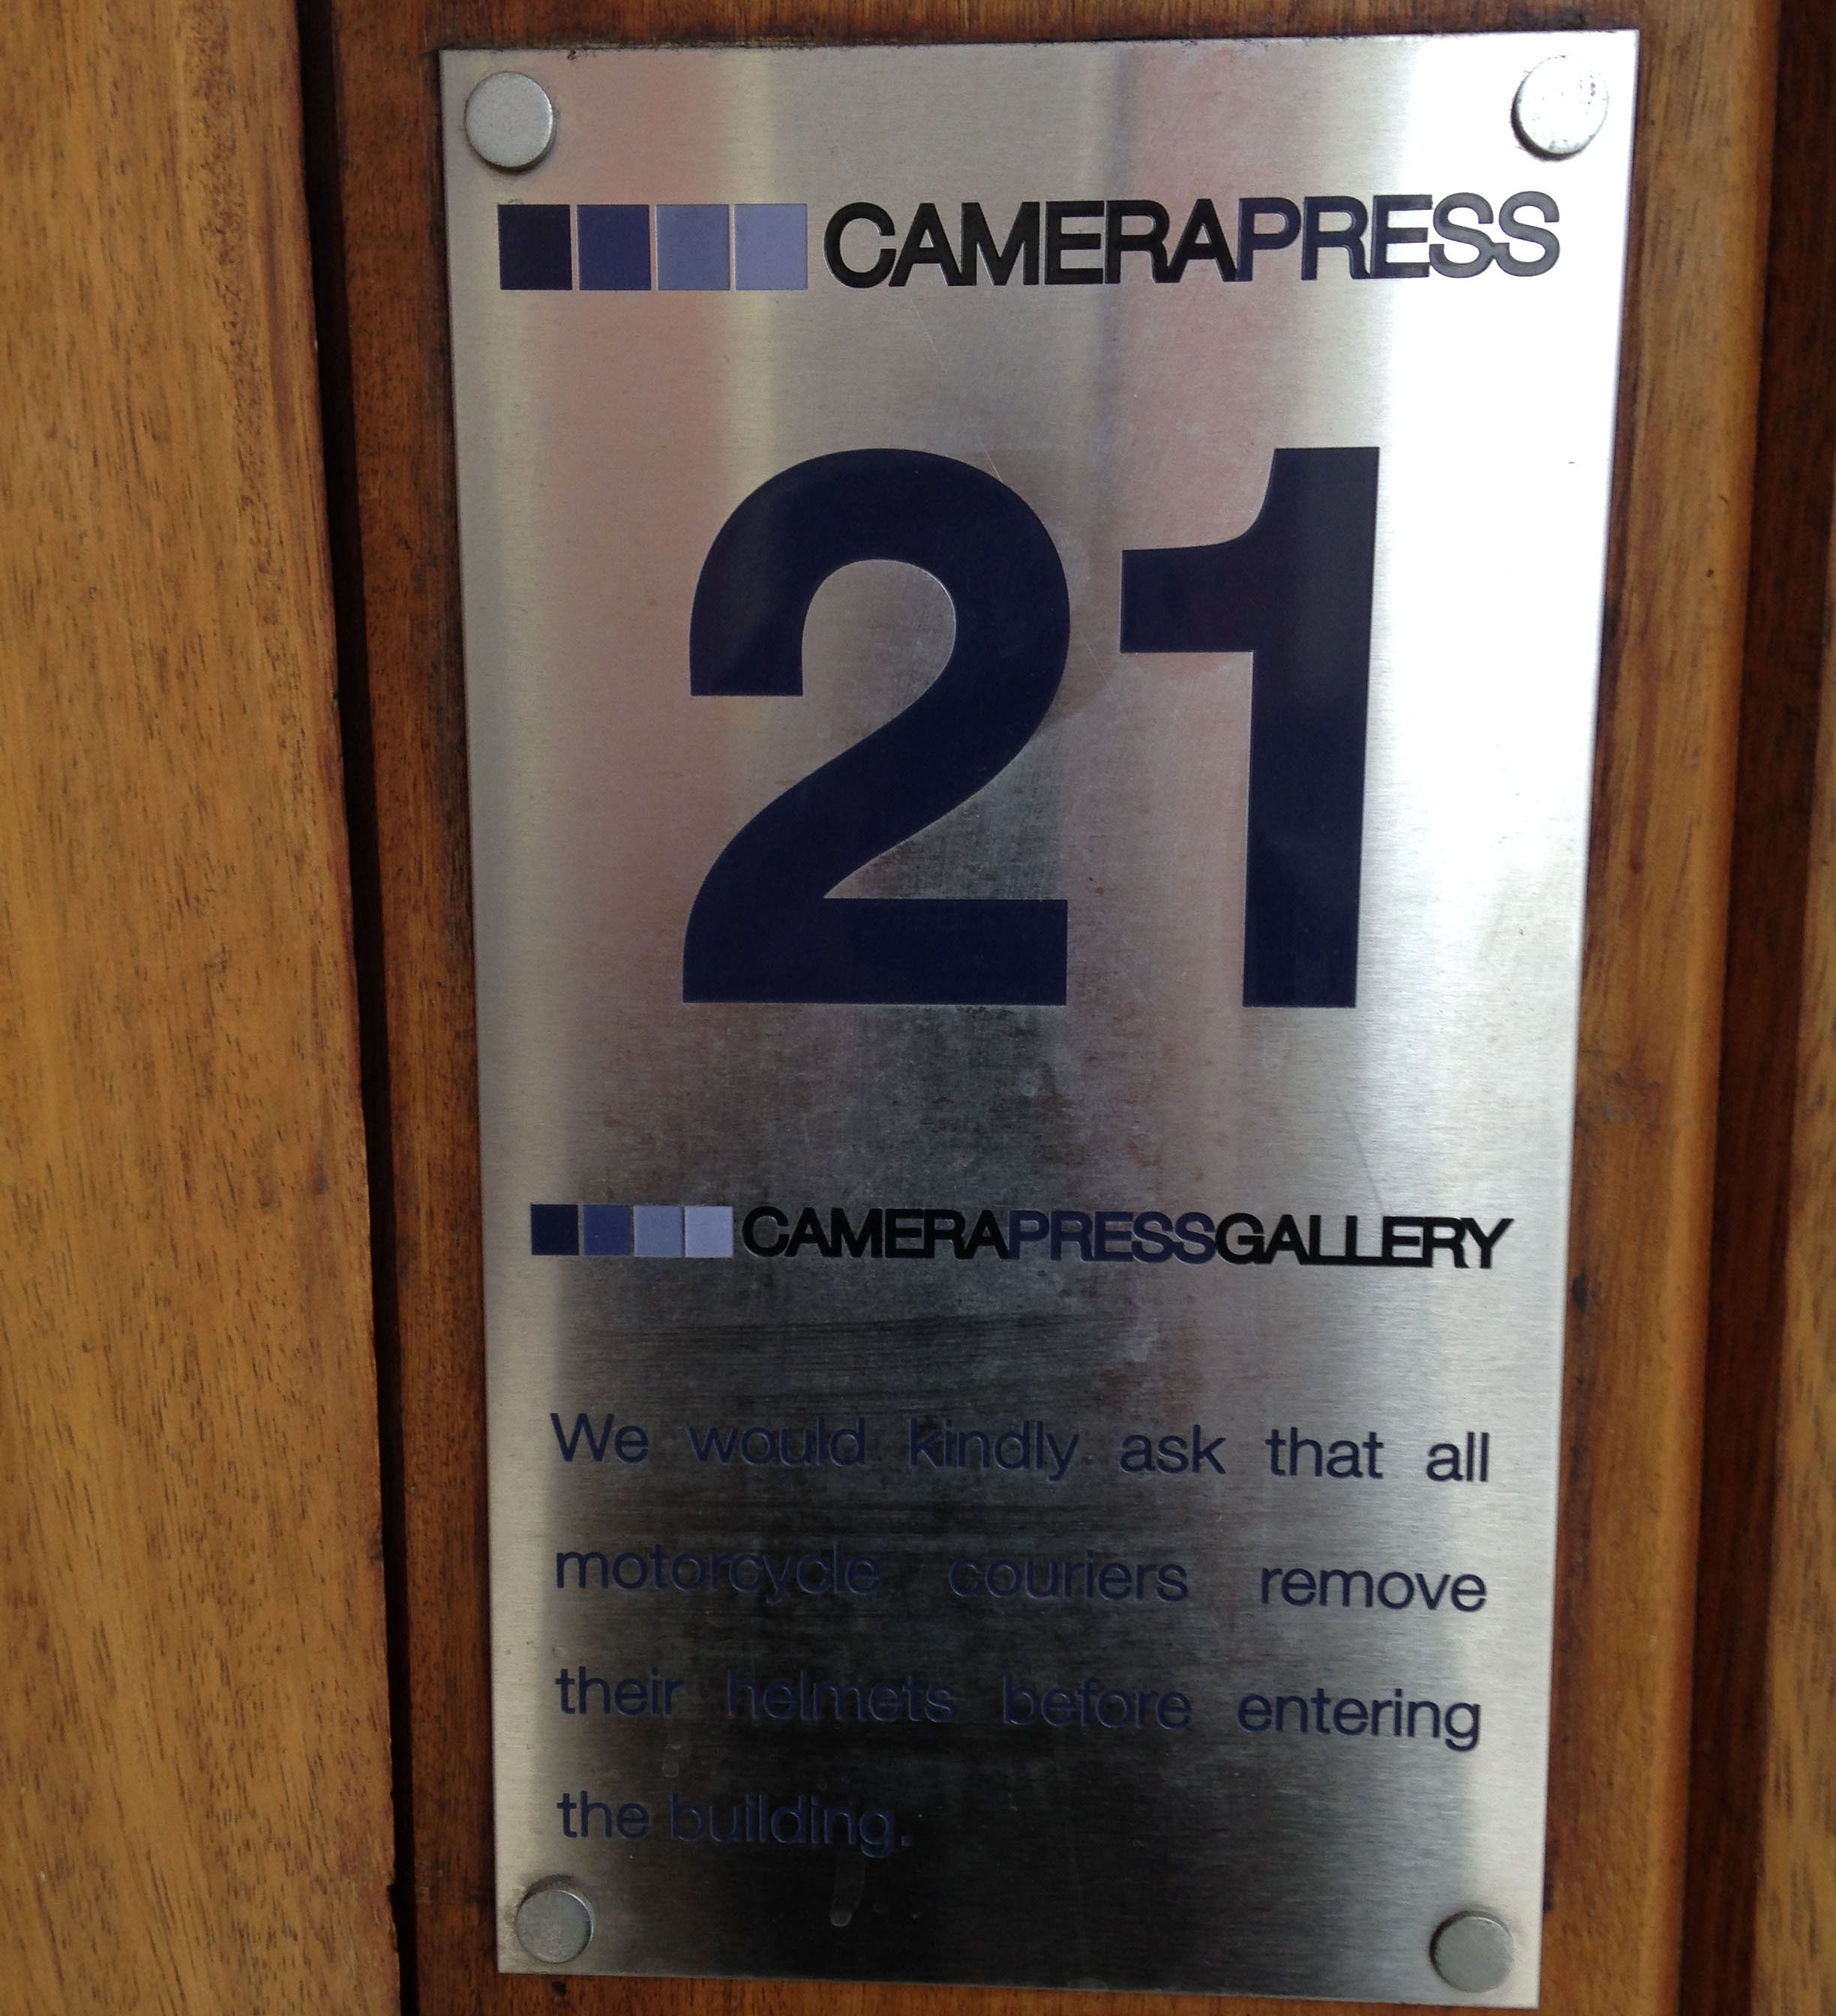 CAMERAPRESS
21
CAMERAPRESSGALLERY
We would kindly ask that all
motorcycle couriers remove
their helmets before entering
the building.